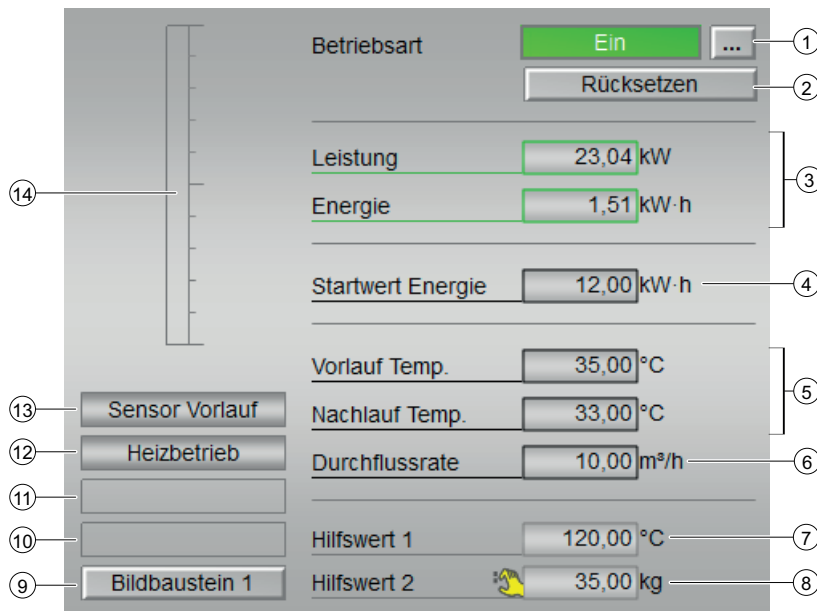 Betriebsart Ein ... 1
Rücksetzen 2
Leistung 23,04 kW
3
Energie 1,51 kW·h
14
Startwert Energie 12,00 kW·h 4
Vorlauf Temp. 35,00 °C
5
13 Sensor Vorlauf Nachlauf Temp. 33,00 °C
12 Heizbetrieb Durchflussrate 10,00 m³/h 6
11
10 Hilfswert 1 120,00 °C 7
9 Bildbaustein 1 Hilfswert 2 35,00 kg 8